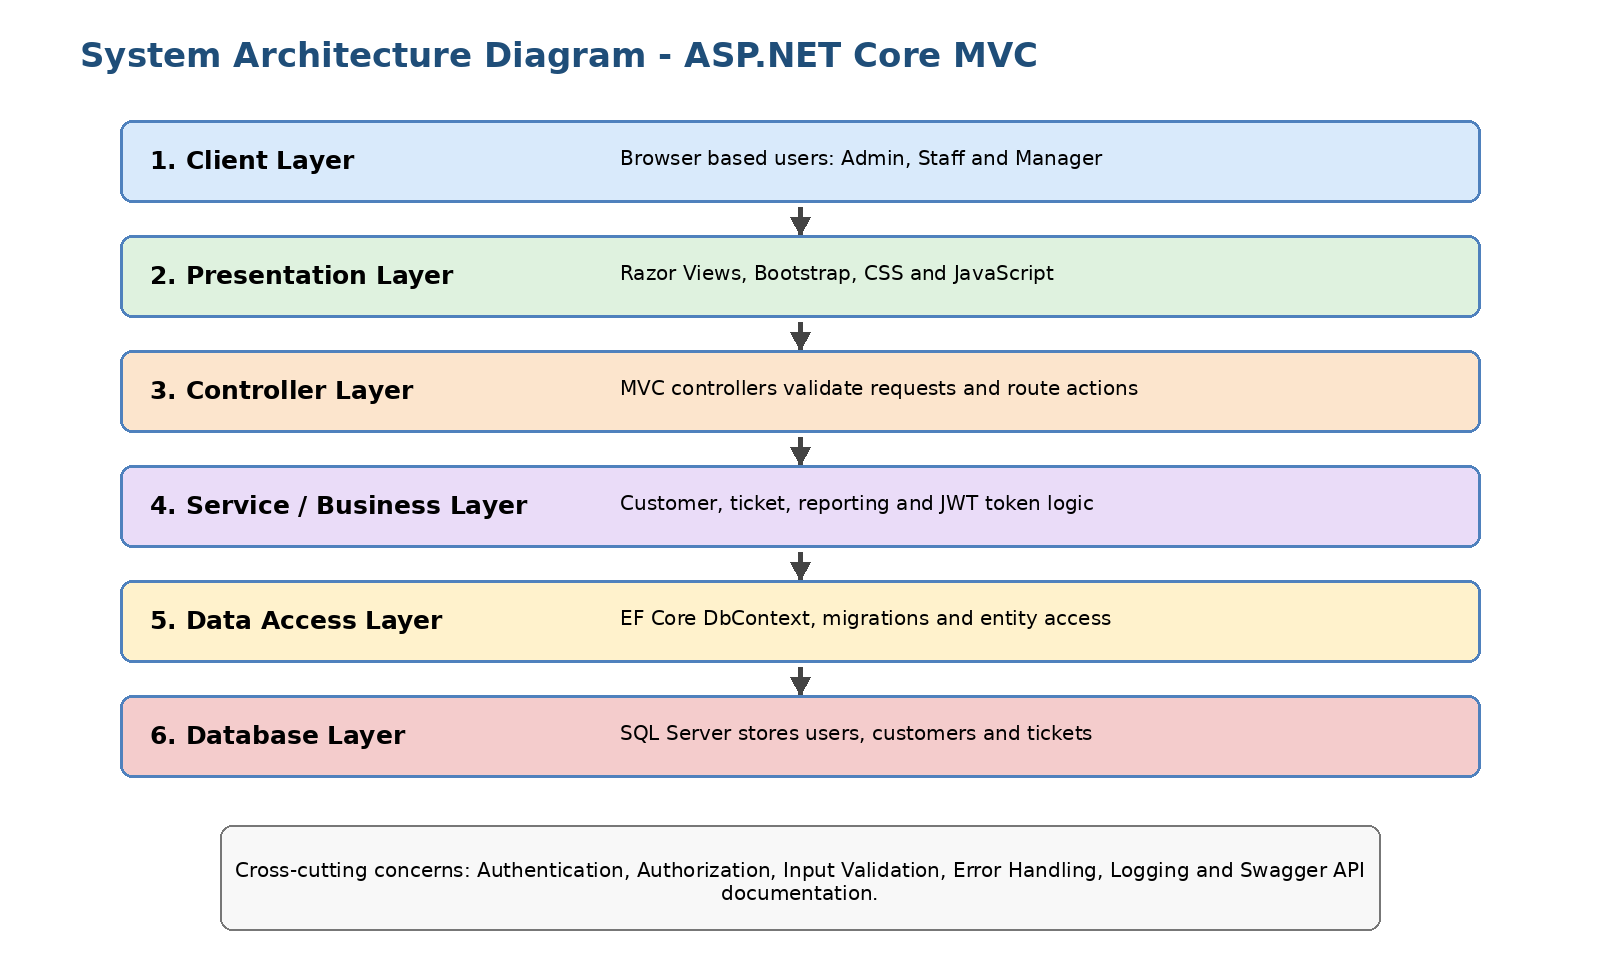 System Architecture Diagram - ASP.NET Core MVC
1. Client Layer
Browser based users: Admin, Staff and Manager
2. Presentation Layer
Razor Views, Bootstrap, CSS and JavaScript
3. Controller Layer
MVC controllers validate requests and route actions
4. Service / Business Layer
Customer, ticket, reporting and JWT token logic
5. Data Access Layer
EF Core DbContext, migrations and entity access
6. Database Layer
SQL Server stores users, customers and tickets
Cross-cutting concerns: Authentication, Authorization, Input Validation, Error Handling, Logging and Swagger API
documentation.